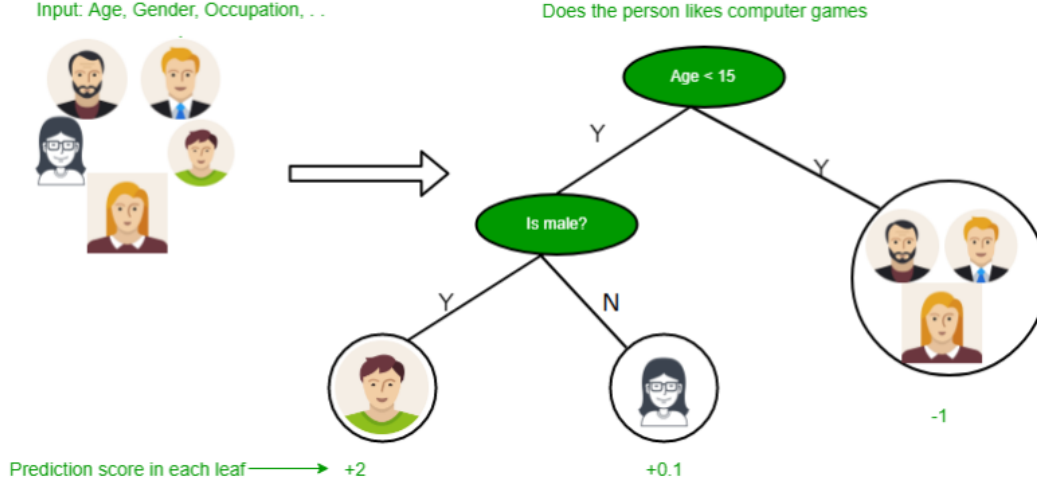 Input: Age, Gender, Occupation, . .
Does the person likes computer games
Age < 15
Y
Y
Is male?
Y
N
-1
Prediction score in each leaf
+2
+0.1